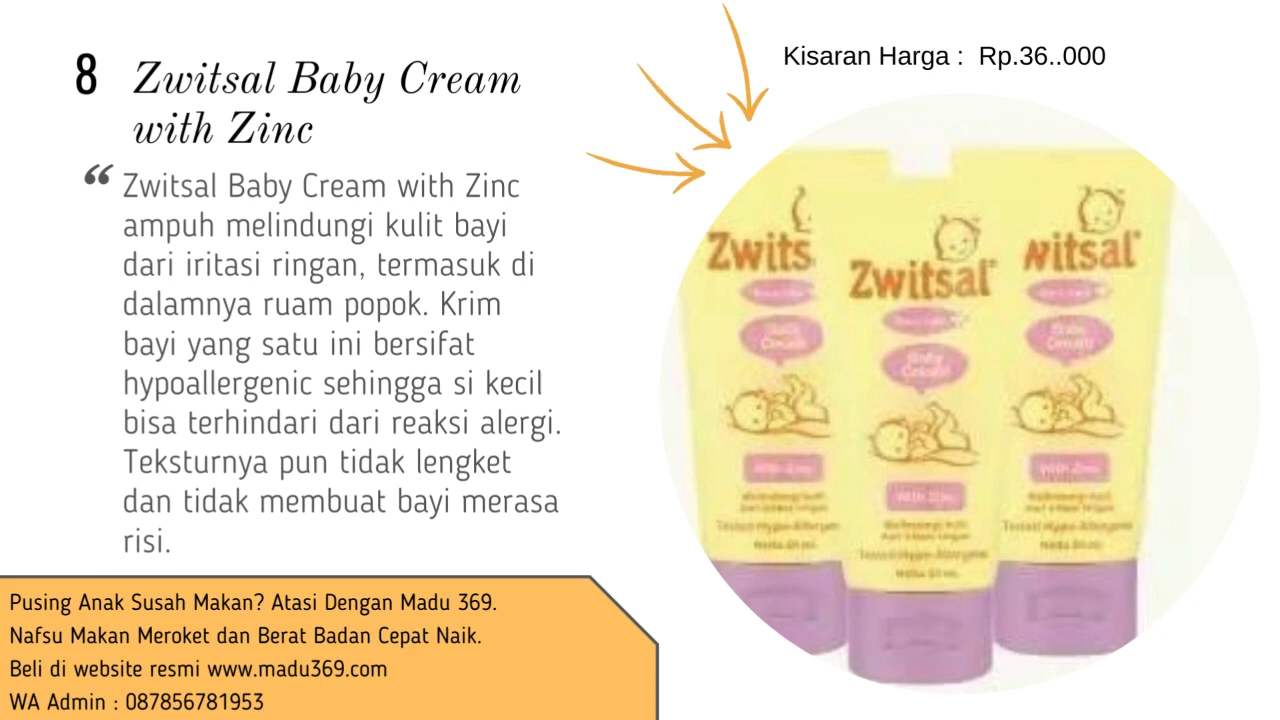 8 Zwitsal Baby Cream
with Zinc
“ Zwitsal Baby Cream with Zinc
ampuh melindungi kulit bayi
dari iritasi ringan, termasuk di
dalamnya ruam popok. Krim
bayi yang satu ini bersifat
hypoallergenic sehingga si kecil
bisa terhindari dari reaksi alergi.
Teksturnya pun tidak lengket
dan tidak membuat bayi merasa
risi.
Kisaran Harga :  Rp.36..000
Zwits
Zwitsal
witsal
Baby
Cream
With Zinc
Baby
Cream
With Zinc
Baby
Cream
With Zinc
Pusing Anak Susah Makan? Atasi Dengan Madu 369.
Nafsu Makan Meroket dan Berat Badan Cepat Naik.
Beli di website resmi www.madu369.com
WA Admin : 087856781953